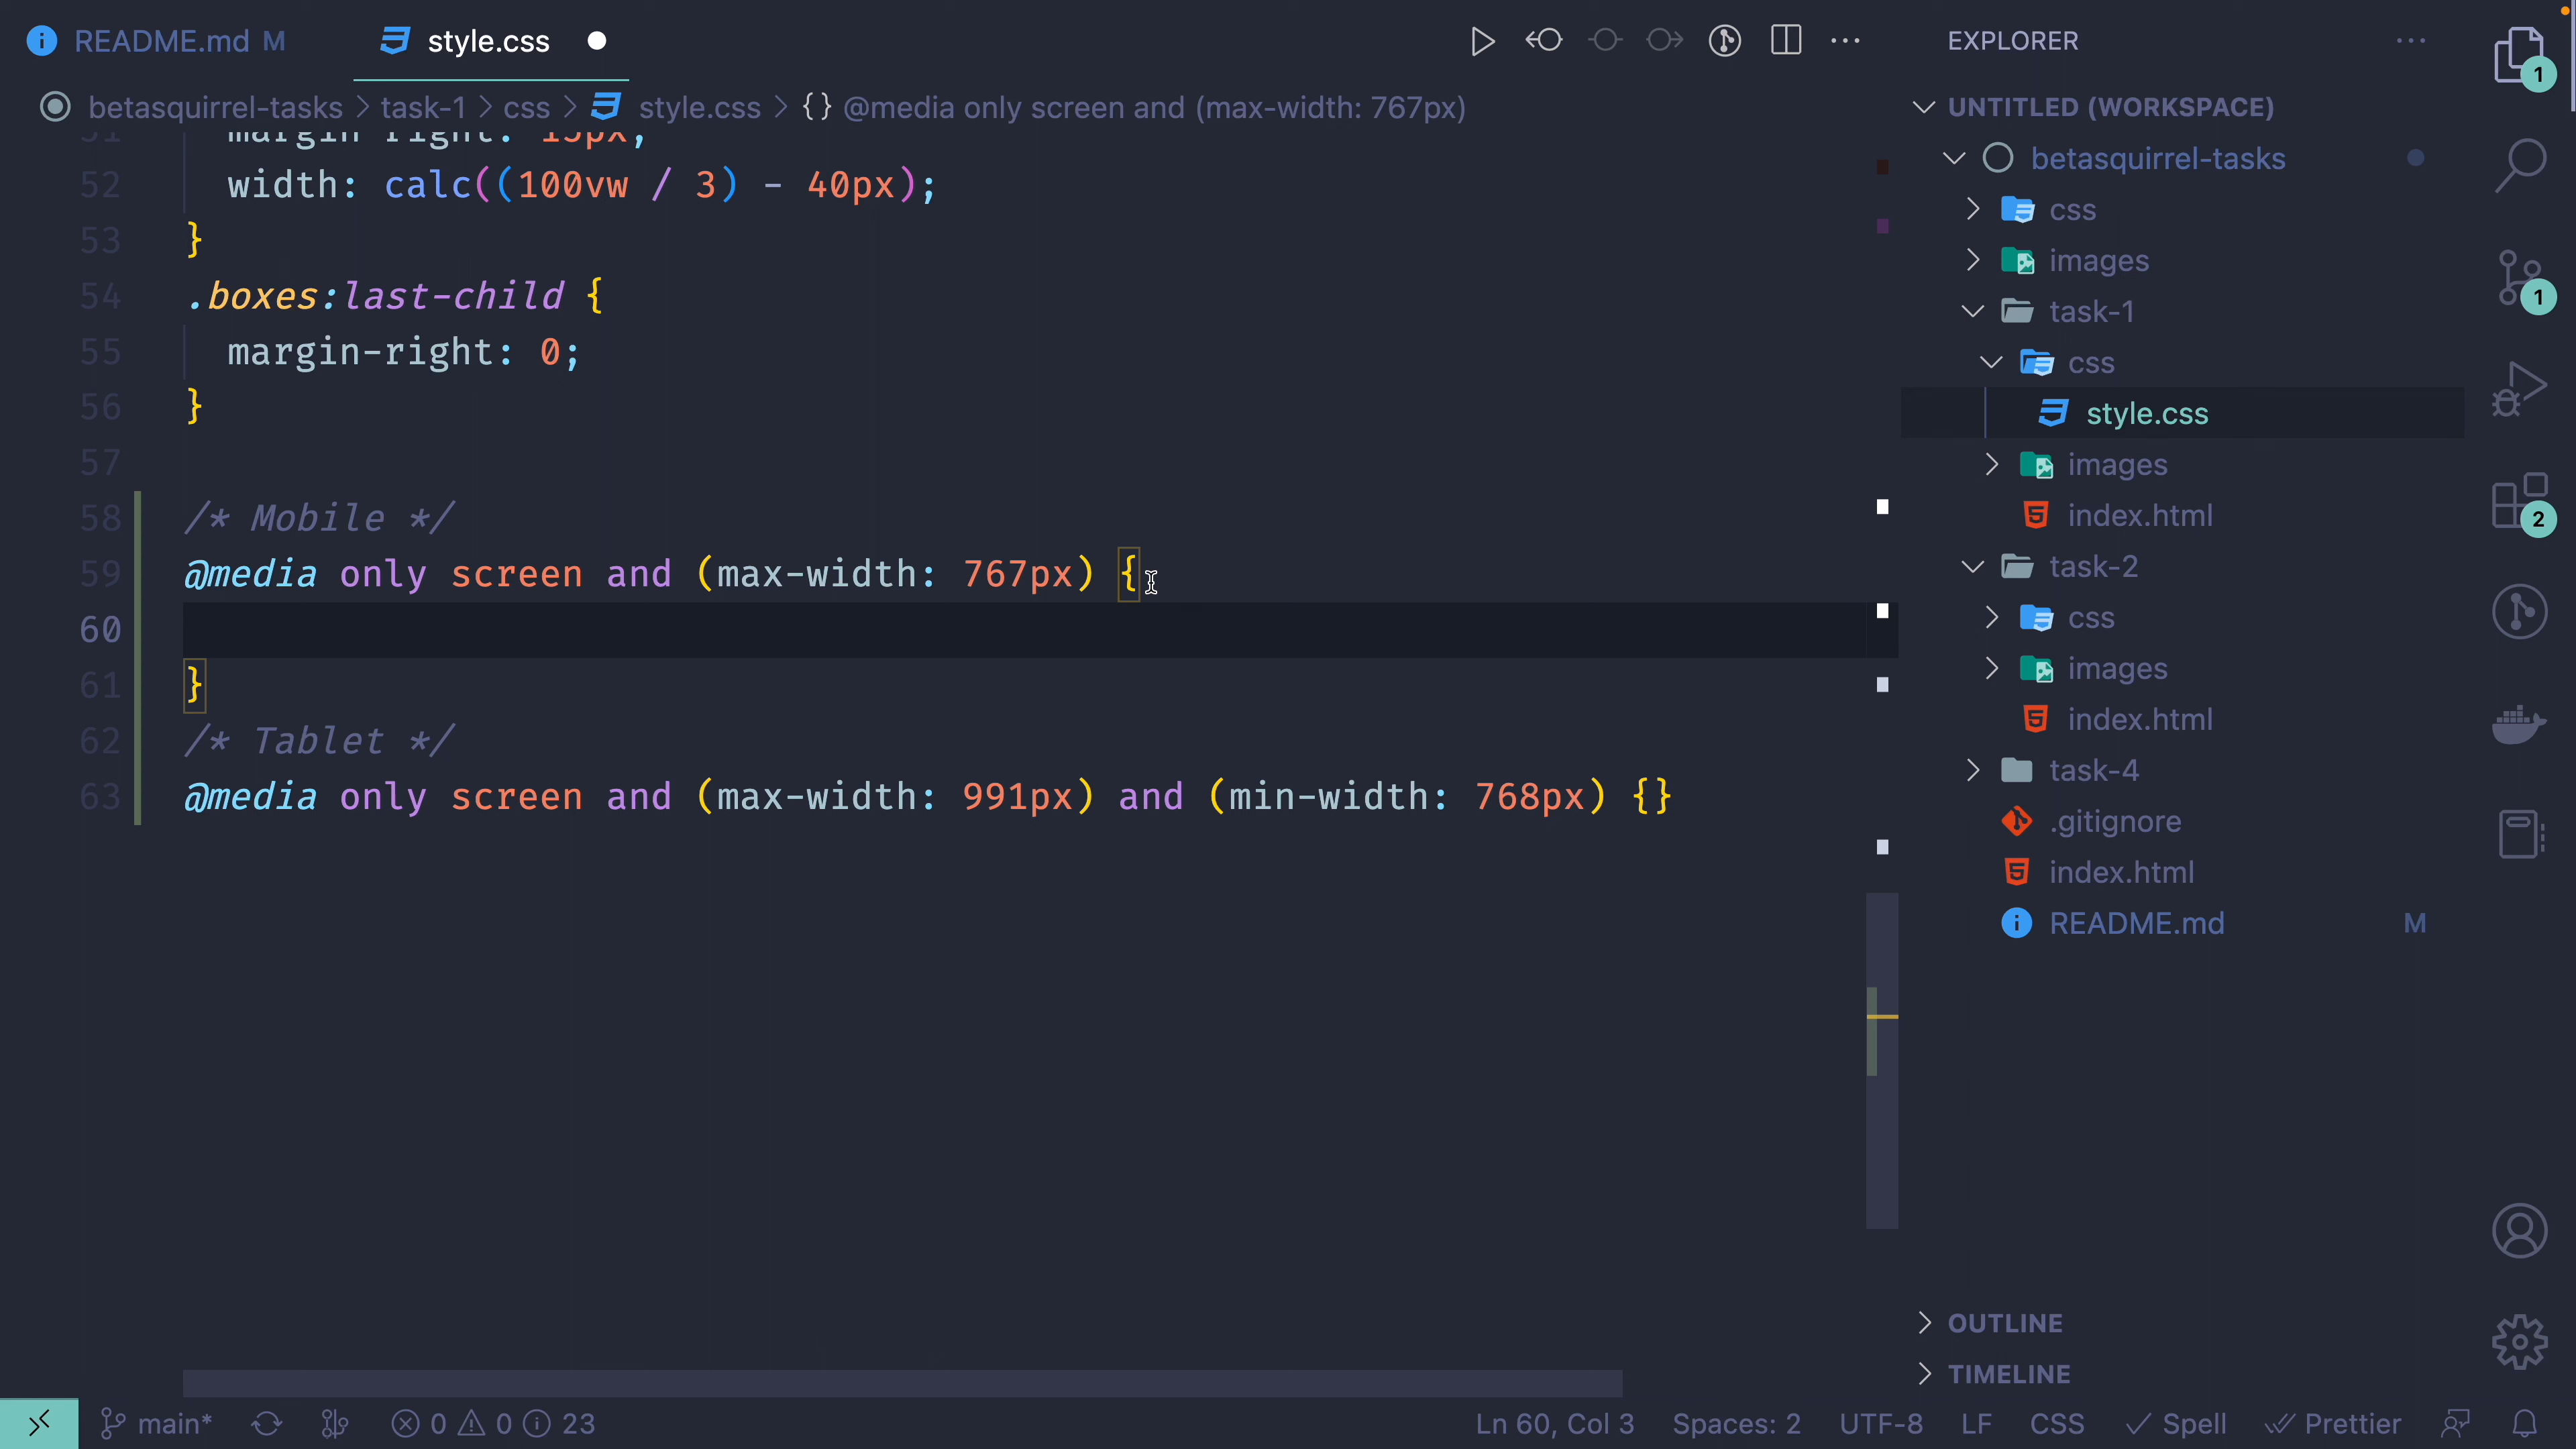 README.md M
style.css
EXPLORER
betasquirrel-tasks > task-1 > css > style.css > {} @media only screen and (max-width: 767px)
UNTITLED (WORKSPACE)
51 margin-right: 15px;
52 width: calc((100vw / 3) - 40px);
53 }
54 .boxes:last-child {
55 margin-right: 0;
56 }
57
58 /* Mobile */
59 @media only screen and (max-width: 767px) {
60
61 }
62 /* Tablet */
63 @media only screen and (max-width: 991px) and (min-width: 768px) {}
betasquirrel-tasks
css
images
task-1
css
style.css
images
index.html
task-2
css
images
index.html
task-4
.gitignore
index.html
README.md M
OUTLINE
TIMELINE
1
1
2
main* 0 0 23 Ln 60, Col 3 Spaces: 2 UTF-8 LF CSS Spell Prettier